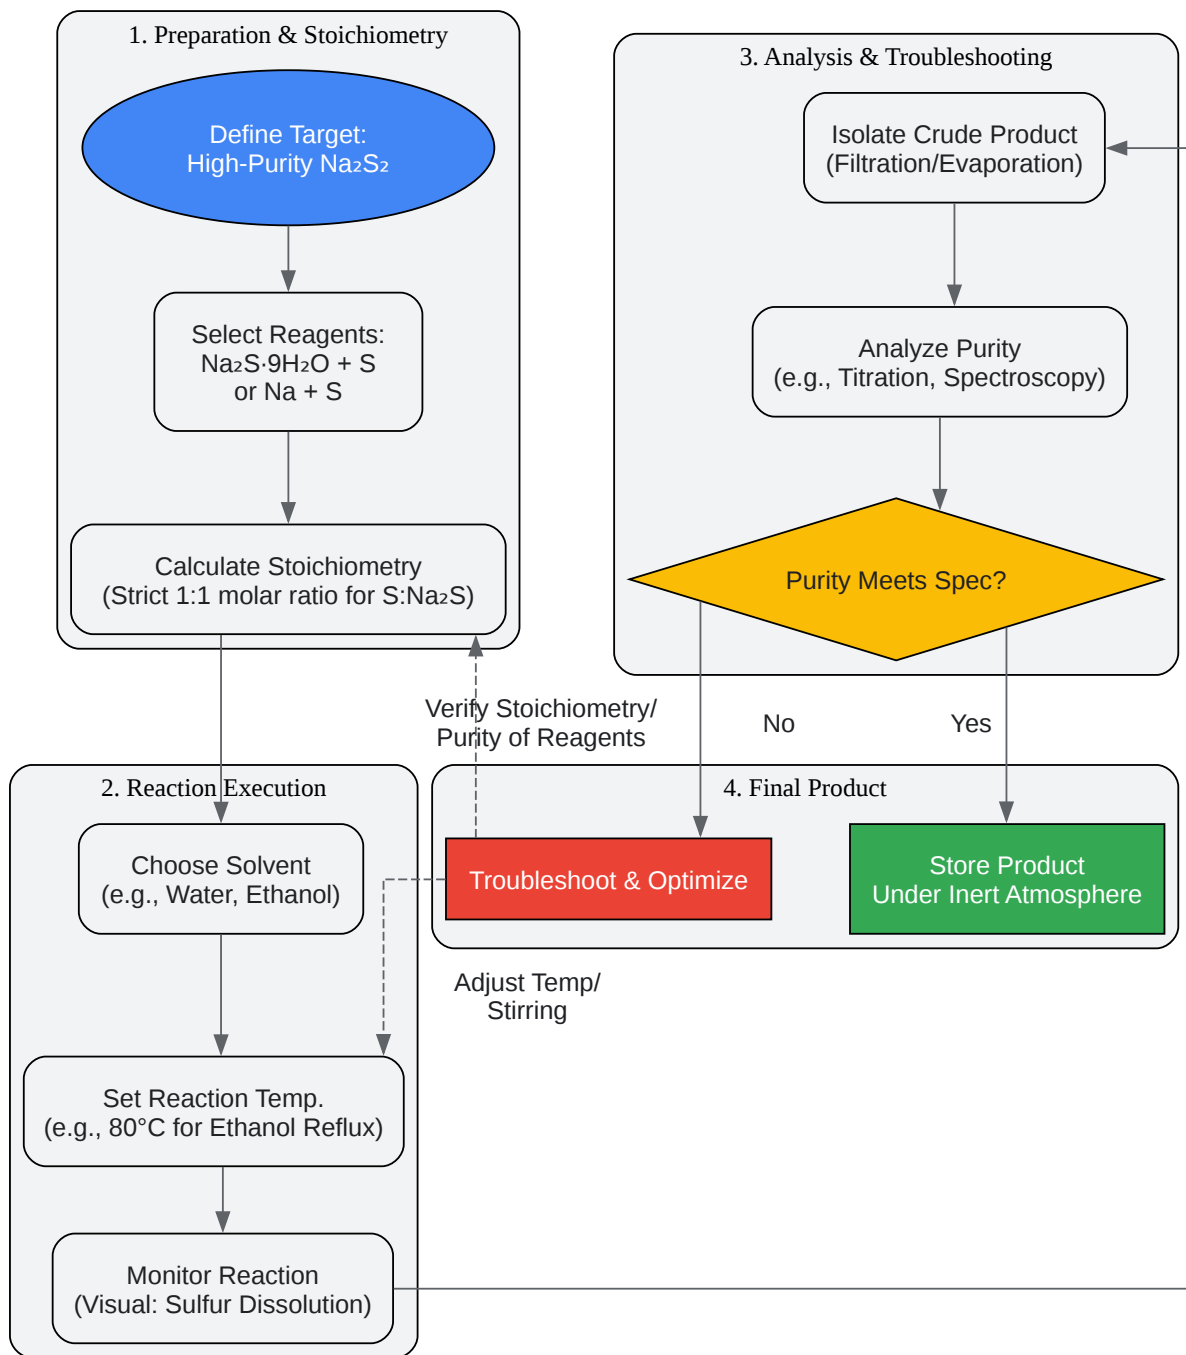 1. Preparation & Stoichiometry
Define Target:
High-Purity Na₂S₂
Select Reagents:
Na₂S·9H₂O + S
or Na + S
Calculate Stoichiometry
(Strict 1:1 molar ratio for S:Na₂S)
Verify Stoichiometry/
Purity of Reagents
2. Reaction Execution
Choose Solvent
(e.g., Water, Ethanol)
Set Reaction Temp.
(e.g., 80°C for Ethanol Reflux)
Monitor Reaction
(Visual: Sulfur Dissolution)
3. Analysis & Troubleshooting
Isolate Crude Product
(Filtration/Evaporation)
Analyze Purity
(e.g., Titration, Spectroscopy)
Purity Meets Spec?
No
Yes
4. Final Product
Troubleshoot & Optimize
Store Product
Under Inert Atmosphere
Adjust Temp/
Stirring